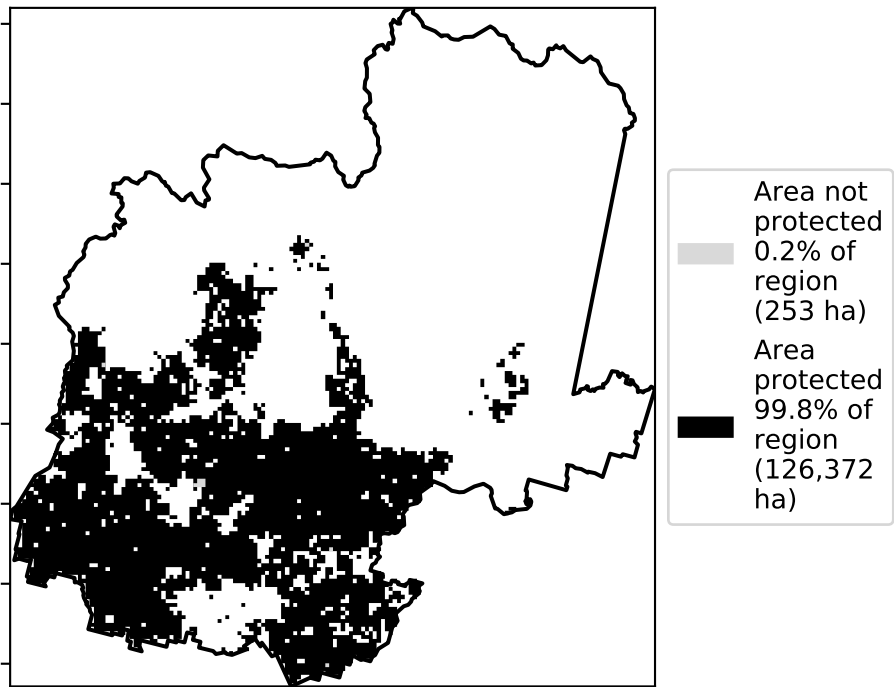 Area not
protected
0.2% of
region
(253 ha)
Area
protected
99.8% of
region
(126,372
ha)